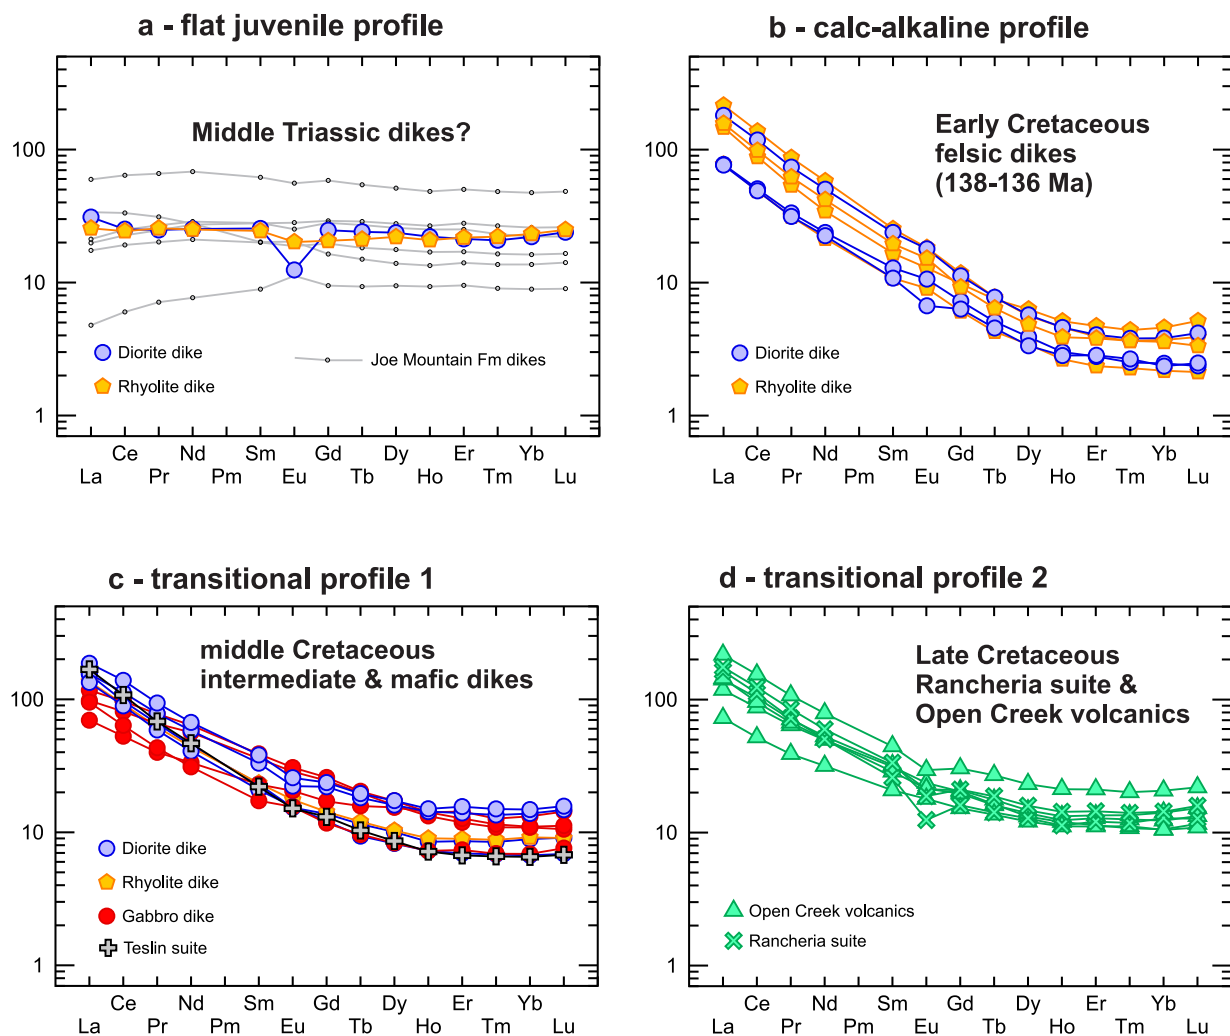 a - flat juvenile profile
Middle Triassic dikes?
100
10
1
Diorite dike
Rhyolite dike
Joe Mountain Fm dikes
Ce Nd Sm Gd Dy Er Yb
La Pr Pm Eu Tb Ho Tm Lu
b - calc-alkaline profile
Early Cretaceous
felsic dikes
(138-136 Ma)
100
10
1
Diorite dike
Rhyolite dike
Ce Nd Sm Gd Dy Er Yb
La Pr Pm Eu Tb Ho Tm Lu
c - transitional profile 1
middle Cretaceous
intermediate & mafic dikes
100
10
1
Diorite dike
Rhyolite dike
Gabbro dike
Teslin suite
Ce Nd Sm Gd Dy Er Yb
La Pr Pm Eu Tb Ho Tm Lu
d - transitional profile 2
Late Cretaceous
Rancheria suite &
Open Creek volcanics
100
10
1
Open Creek volcanics
Rancheria suite
Ce Nd Sm Gd Dy Er Yb
La Pr Pm Eu Tb Ho Tm Lu